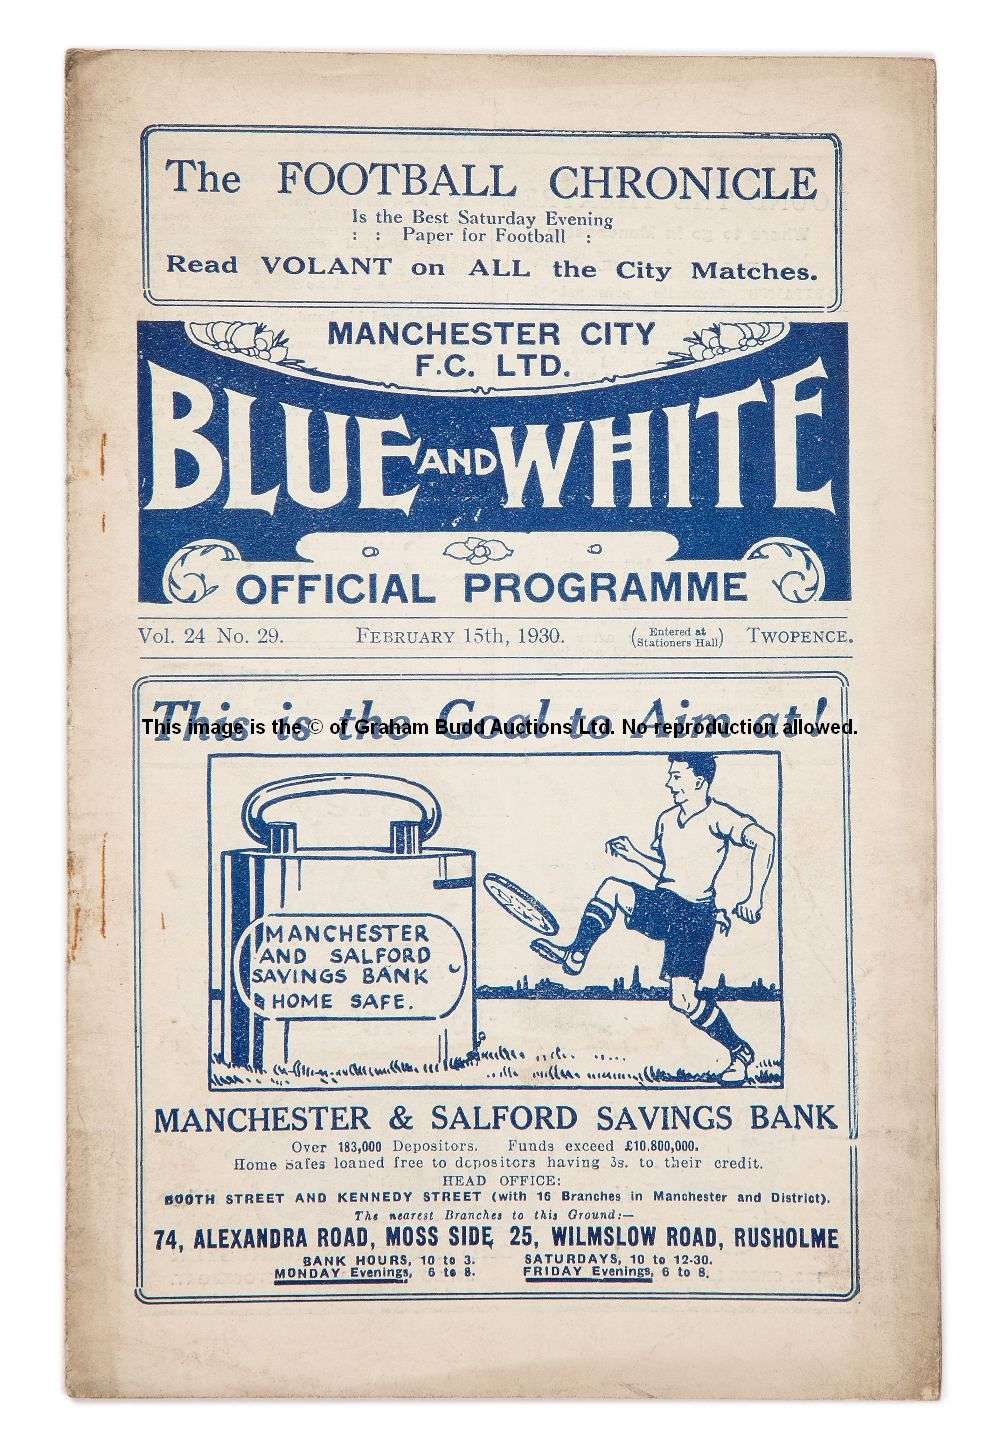 The FOOTBALL CHRONICLE
Is the Best Saturday Evening
: : Paper for Football :
Read VOLANT on ALL the City Matches.
MANCHESTER CITY
F.C. LTD.
BLUE AND WHITE
OFFICIAL PROGRAMME
Vol. 24 No. 29. FEBRUARY 15th, 1930. (Entered at Stationers Hall) TWOPENCE.
This is the Goal to Aim at!
This image is the © of Graham Budd Auctions Ltd. No reproduction allowed.
MANCHESTER
AND SALFORD
SAVINGS BANK
HOME SAFE.
MANCHESTER & SALFORD SAVINGS BANK
Over 183,000 Depositors. Funds exceed £10,800,000.
Home Safes loaned free to depositors having 3s. to their credit.
HEAD OFFICE:
BOOTH STREET AND KENNEDY STREET (with 16 Branches in Manchester and District).
The nearest Branches to this Ground:—
74, ALEXANDRA ROAD, MOSS SIDE, 25, WILMSLOW ROAD, RUSHOLME
BANK HOURS, 10 to 3. SATURDAYS, 10 to 12-30.
MONDAY Evenings, 6 to 8. FRIDAY Evenings, 6 to 8.